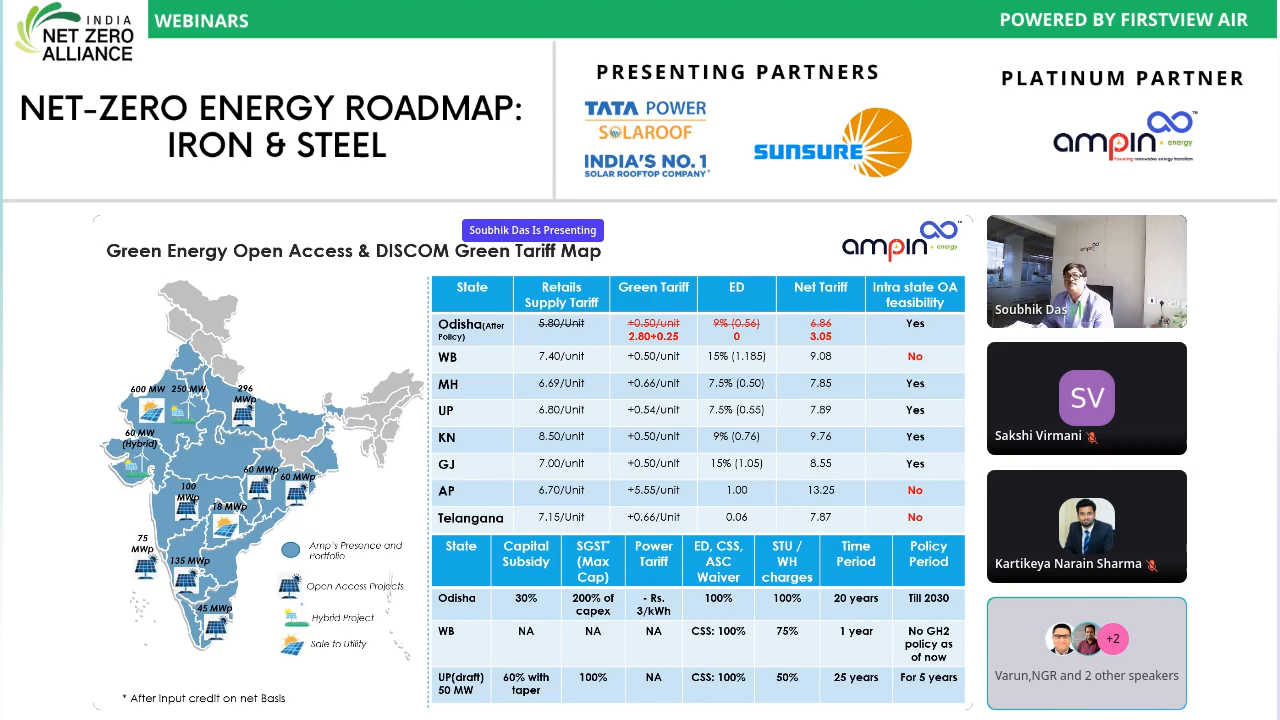 INDIA
NET ZERO
ALLIANCE
WEBINARS
POWERED BY FIRSTVIEW AIR
NET-ZERO ENERGY ROADMAP:
IRON & STEEL
PRESENTING PARTNERS
TATA POWER
SOLAROOF
INDIA'S NO. 1
SOLAR ROOFTOP COMPANY*
SUNSURE
PLATINUM PARTNER
ampin energy
Powering renewable energy transition
Soubhik Das Is Presenting
Green Energy Open Access & DISCOM Green Tariff Map
ampin energy
600 MW 250 MW 296 MWp
60 MW (Hybrid)
60 MWp 60 MWp
100 MWp
18 MWp
75 MWp
135 MWp
45 MWp
Amp's Presence and Portfolio
Open Access Projects
Hybrid Project
Sale to Utility
* After input credit on net Basis
State Retails Supply Tariff Green Tariff ED Net Tariff Intra state OA feasibility
Odisha(After Policy) 5.80/Unit +0.50/unit 2.80+0.25 9% (0.56) 0 6.86 3.05 Yes
WB 7.40/unit +0.50/unit 15% (1.185) 9.08 No
MH 6.69/Unit +0.66/unit 7.5% (0.50) 7.85 Yes
UP 6.80/Unit +0.54/unit 7.5% (0.55) 7.89 Yes
KN 8.50/Unit +0.50/unit 9% (0.76) 9.76 Yes
GJ 7.00/unit +0.50/unit 15% (1.05) 8.55 Yes
AP 6.70/Unit +5.55/unit 1.00 13.25 No
Telangana 7.15/Unit +0.66/unit 0.06 7.87 No
State Capital Subsidy SGST* (Max Cap) Power Tariff ED, CSS, ASC Waiver STU / WH charges Time Period Policy Period
Odisha 30% 200% of capex - Rs. 3/kWh 100% 100% 20 years Till 2030
WB NA NA NA CSS: 100% 75% 1 year No GH2 policy as of now
UP(draft) 50 MW 60% with taper 100% NA CSS: 100% 50% 25 years For 5 years
Soubhik Das
SV
Sakshi Virmani
Kartikeya Narain Sharma
+2
Varun,NGR and 2 other speakers